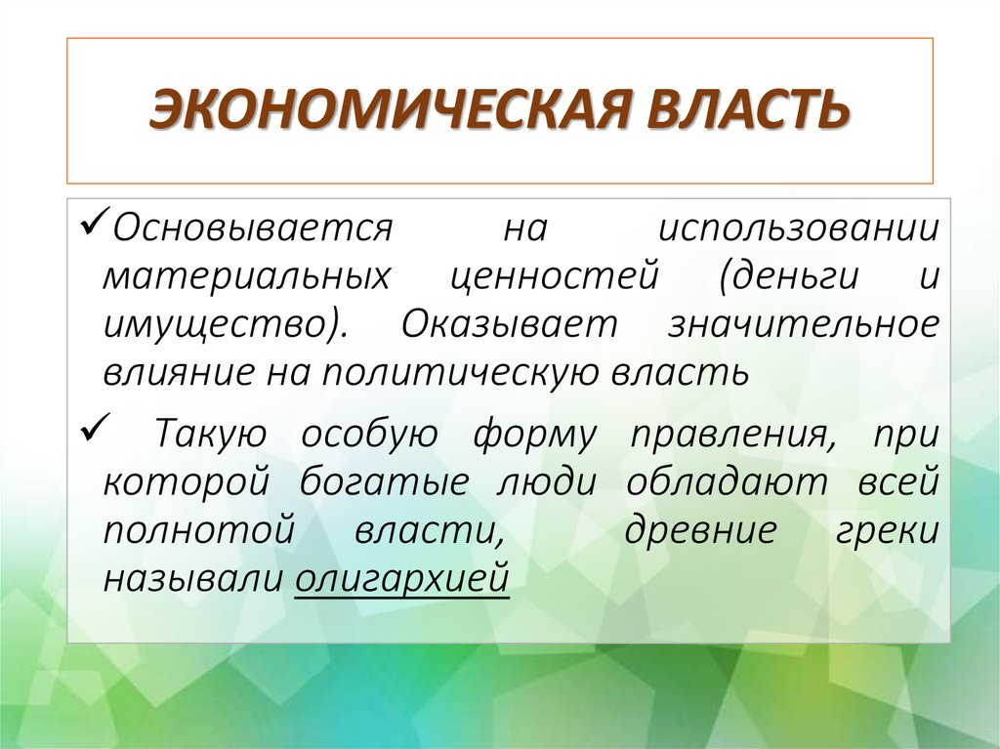 ЭКОНОМИЧЕСКАЯ ВЛАСТЬ
✓Основывается на использовании
материальных ценностей (деньги и
имущество). Оказывает значительное
влияние на политическую власть
✓ Такую особую форму правления, при
которой богатые люди обладают всей
полнотой власти, древние греки
называли олигархией